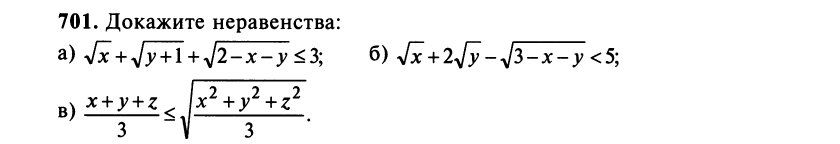 701. Докажите неравенства:
а) √x + √(y+1) + √(2−x−y) ≤ 3; б) √x + 2√y − √(3−x−y) < 5;
в) (x+y+z)/3 ≤ √((x²+y²+z²)/3).